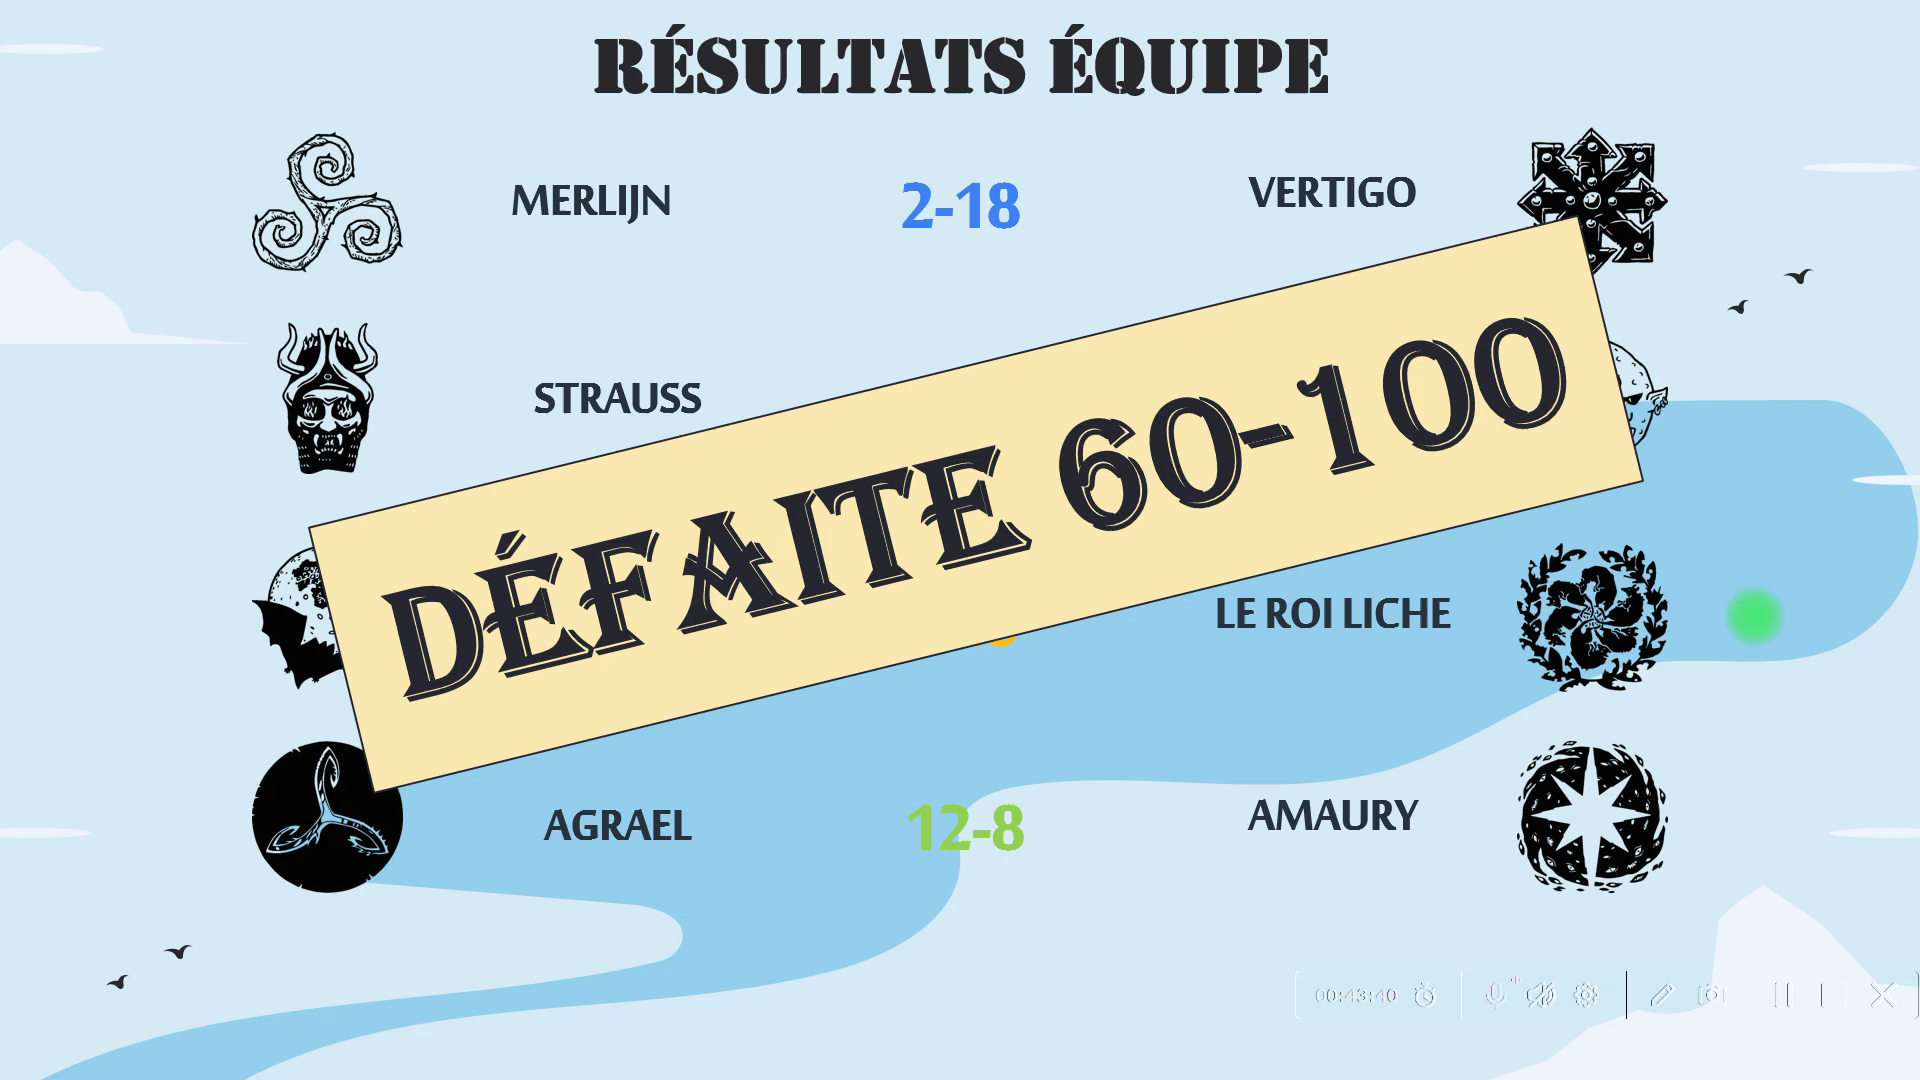 RÉSULTATS ÉQUIPE
MERLIJN 2-18 VERTIGO
STRAUSS
DÉFAITE 60-100
LE ROI LICHE
AGRAEL 12-8 AMAURY
00:43:40